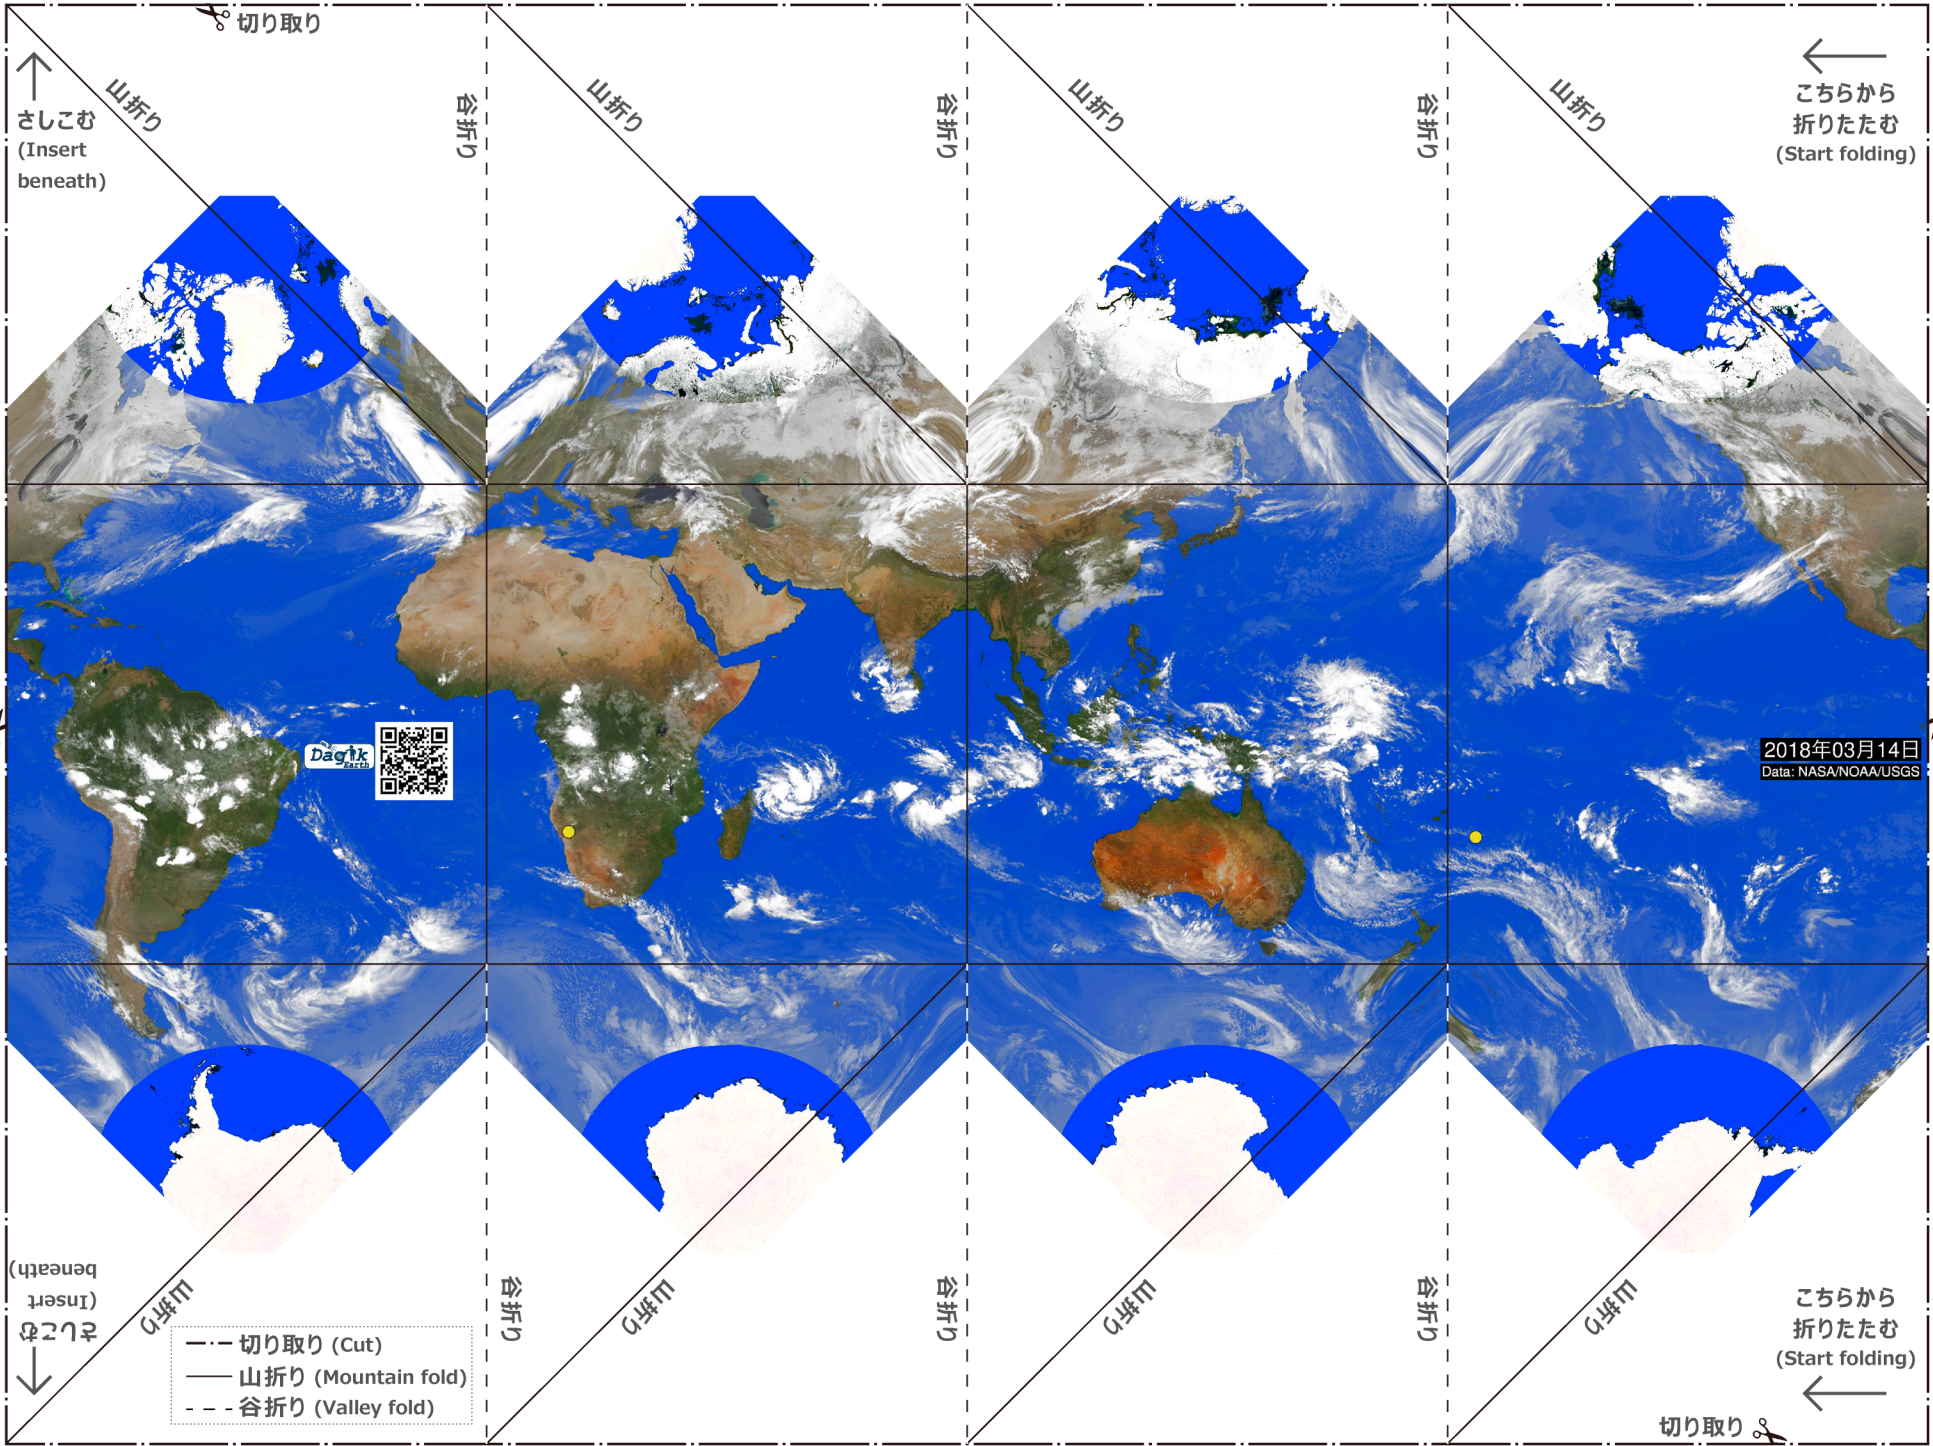 切り取り
さしこむ
(Insert
beneath)
山折り
谷折り
山折り
谷折り
山折り
谷折り
山折り
こちらから
折りたたむ
(Start folding)
Dagik
Earth
2018年03月14日
Data: NASA/NOAA/USGS
さしこむ
(Insert
beneath)
山折り
谷折り
山折り
谷折り
山折り
谷折り
山折り
こちらから
折りたたむ
(Start folding)
切り取り (Cut)
山折り (Mountain fold)
谷折り (Valley fold)
切り取り